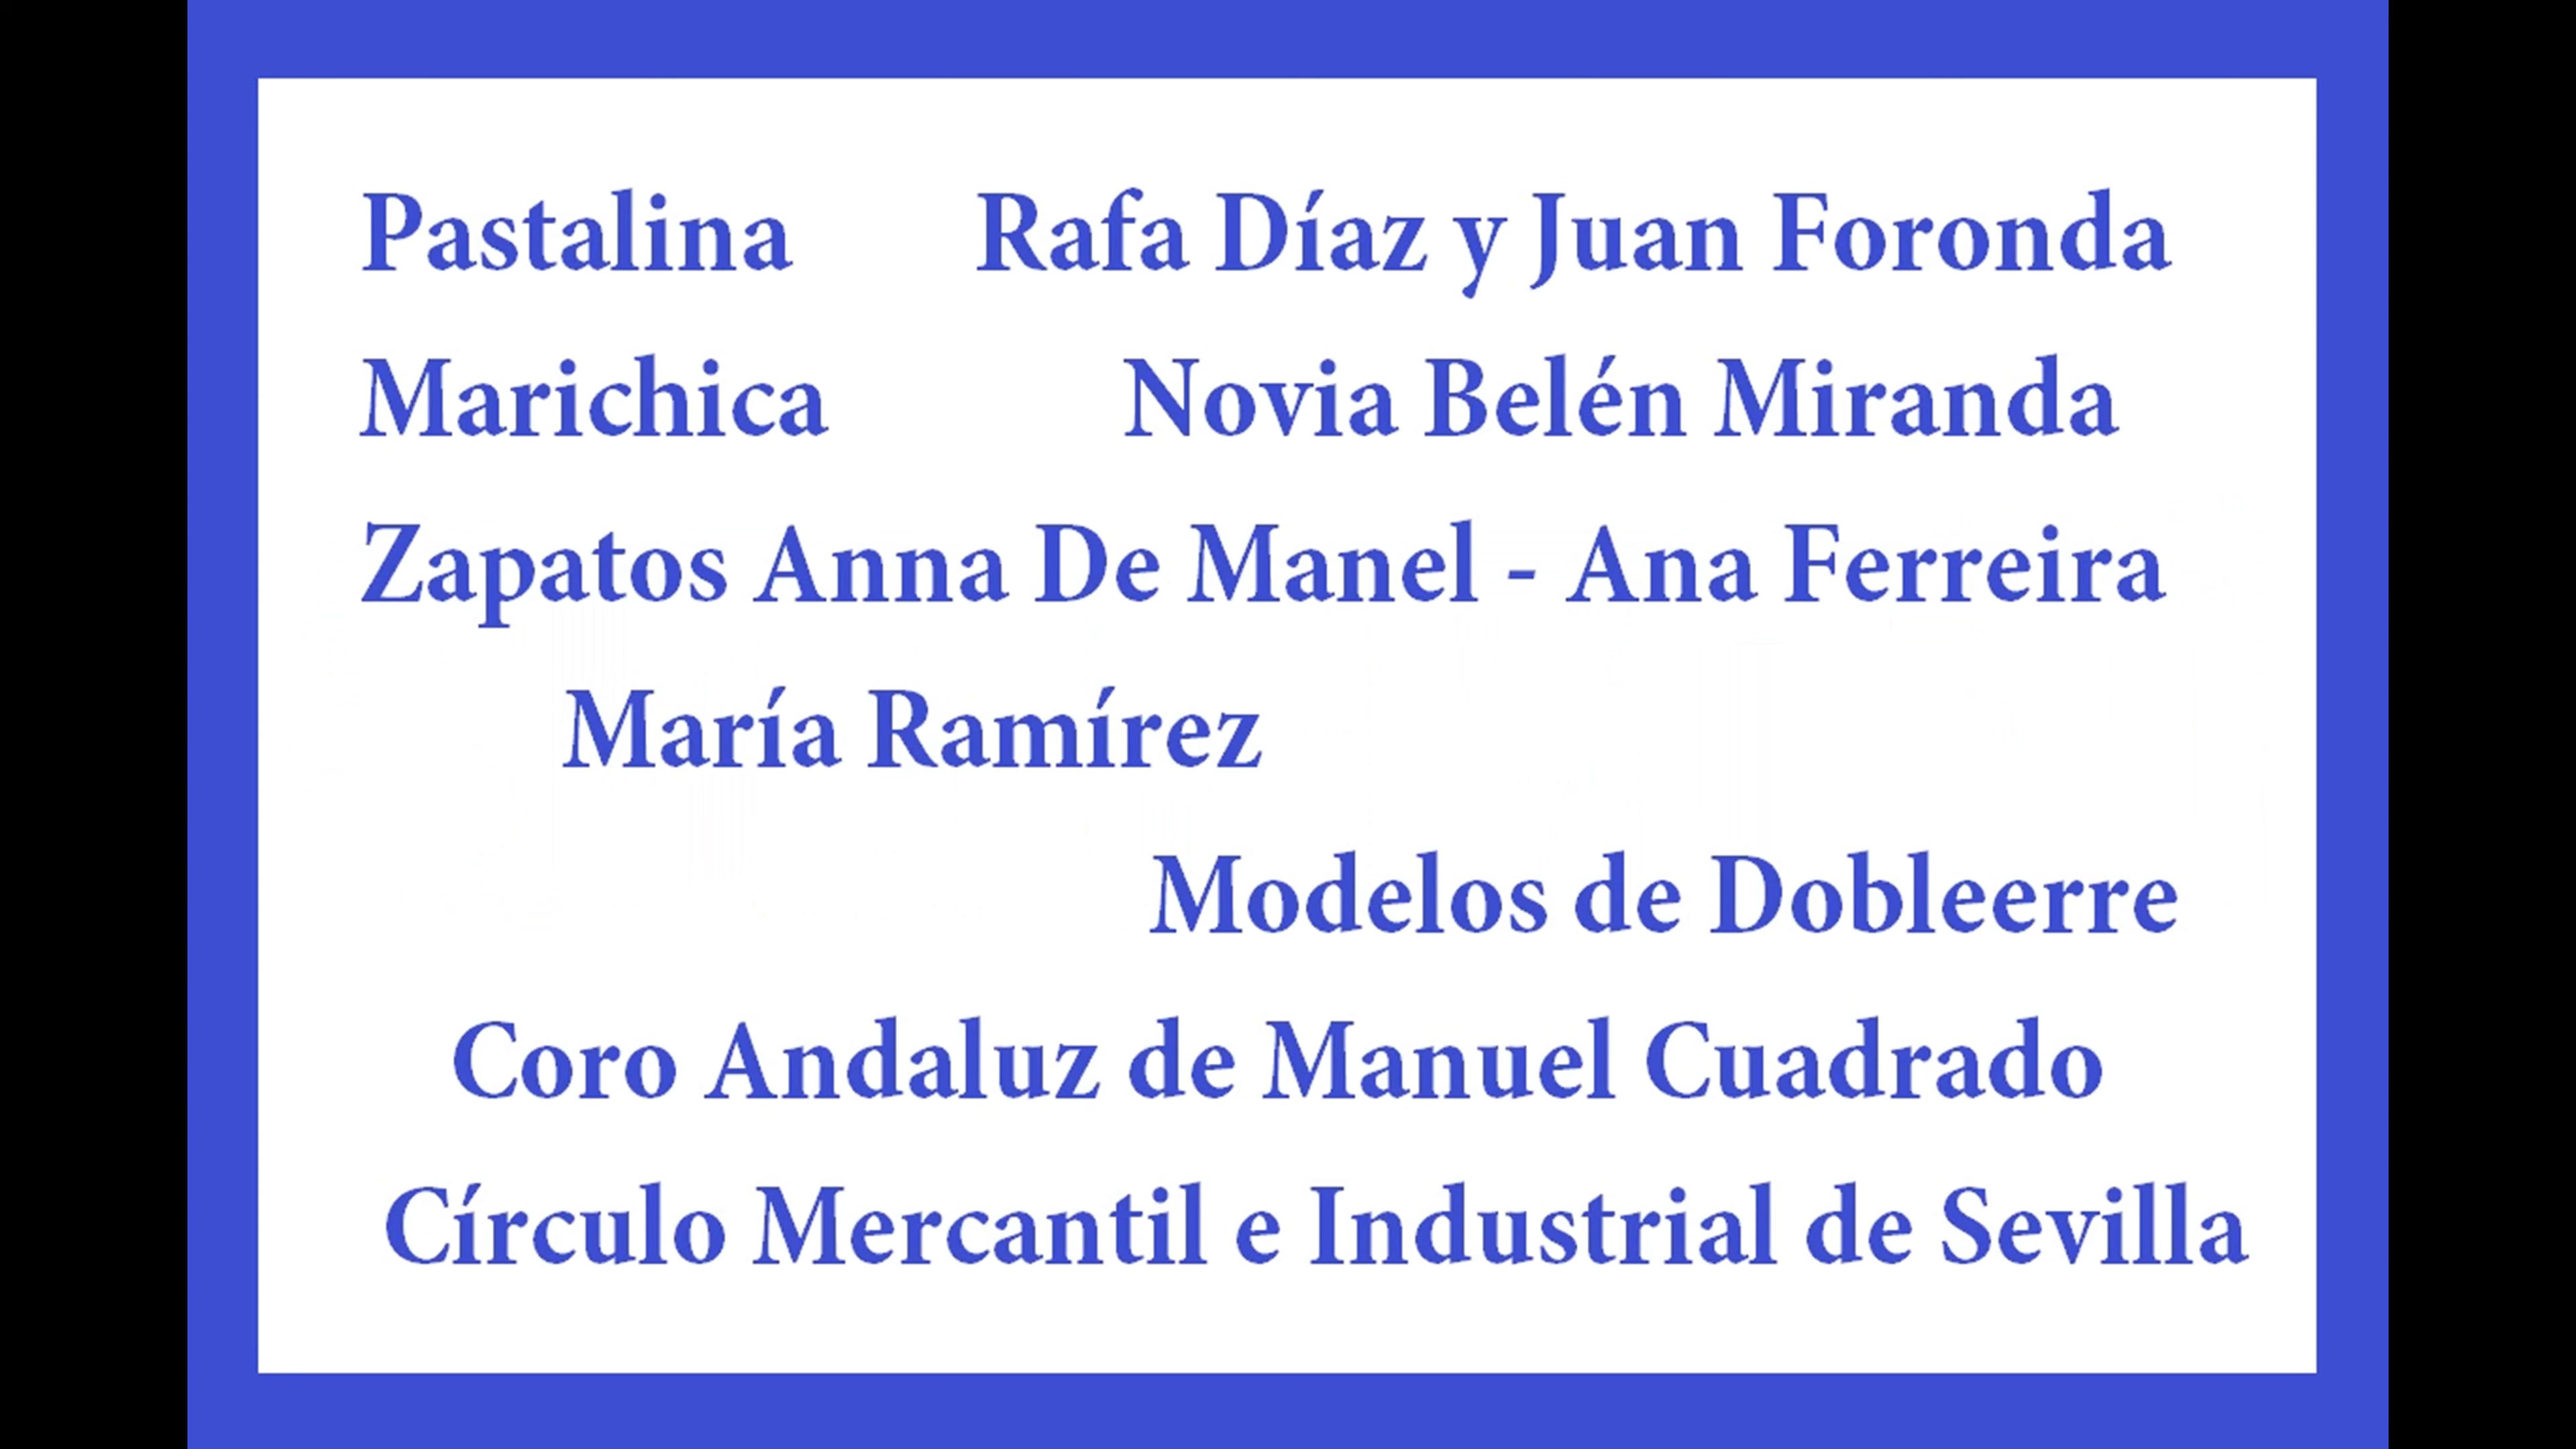 Pastalina Rafa Díaz y Juan Foronda
Marichica Novia Belén Miranda
Zapatos Anna De Manel - Ana Ferreira
María Ramírez
Modelos de Dobleerre
Coro Andaluz de Manuel Cuadrado
Círculo Mercantil e Industrial de Sevilla